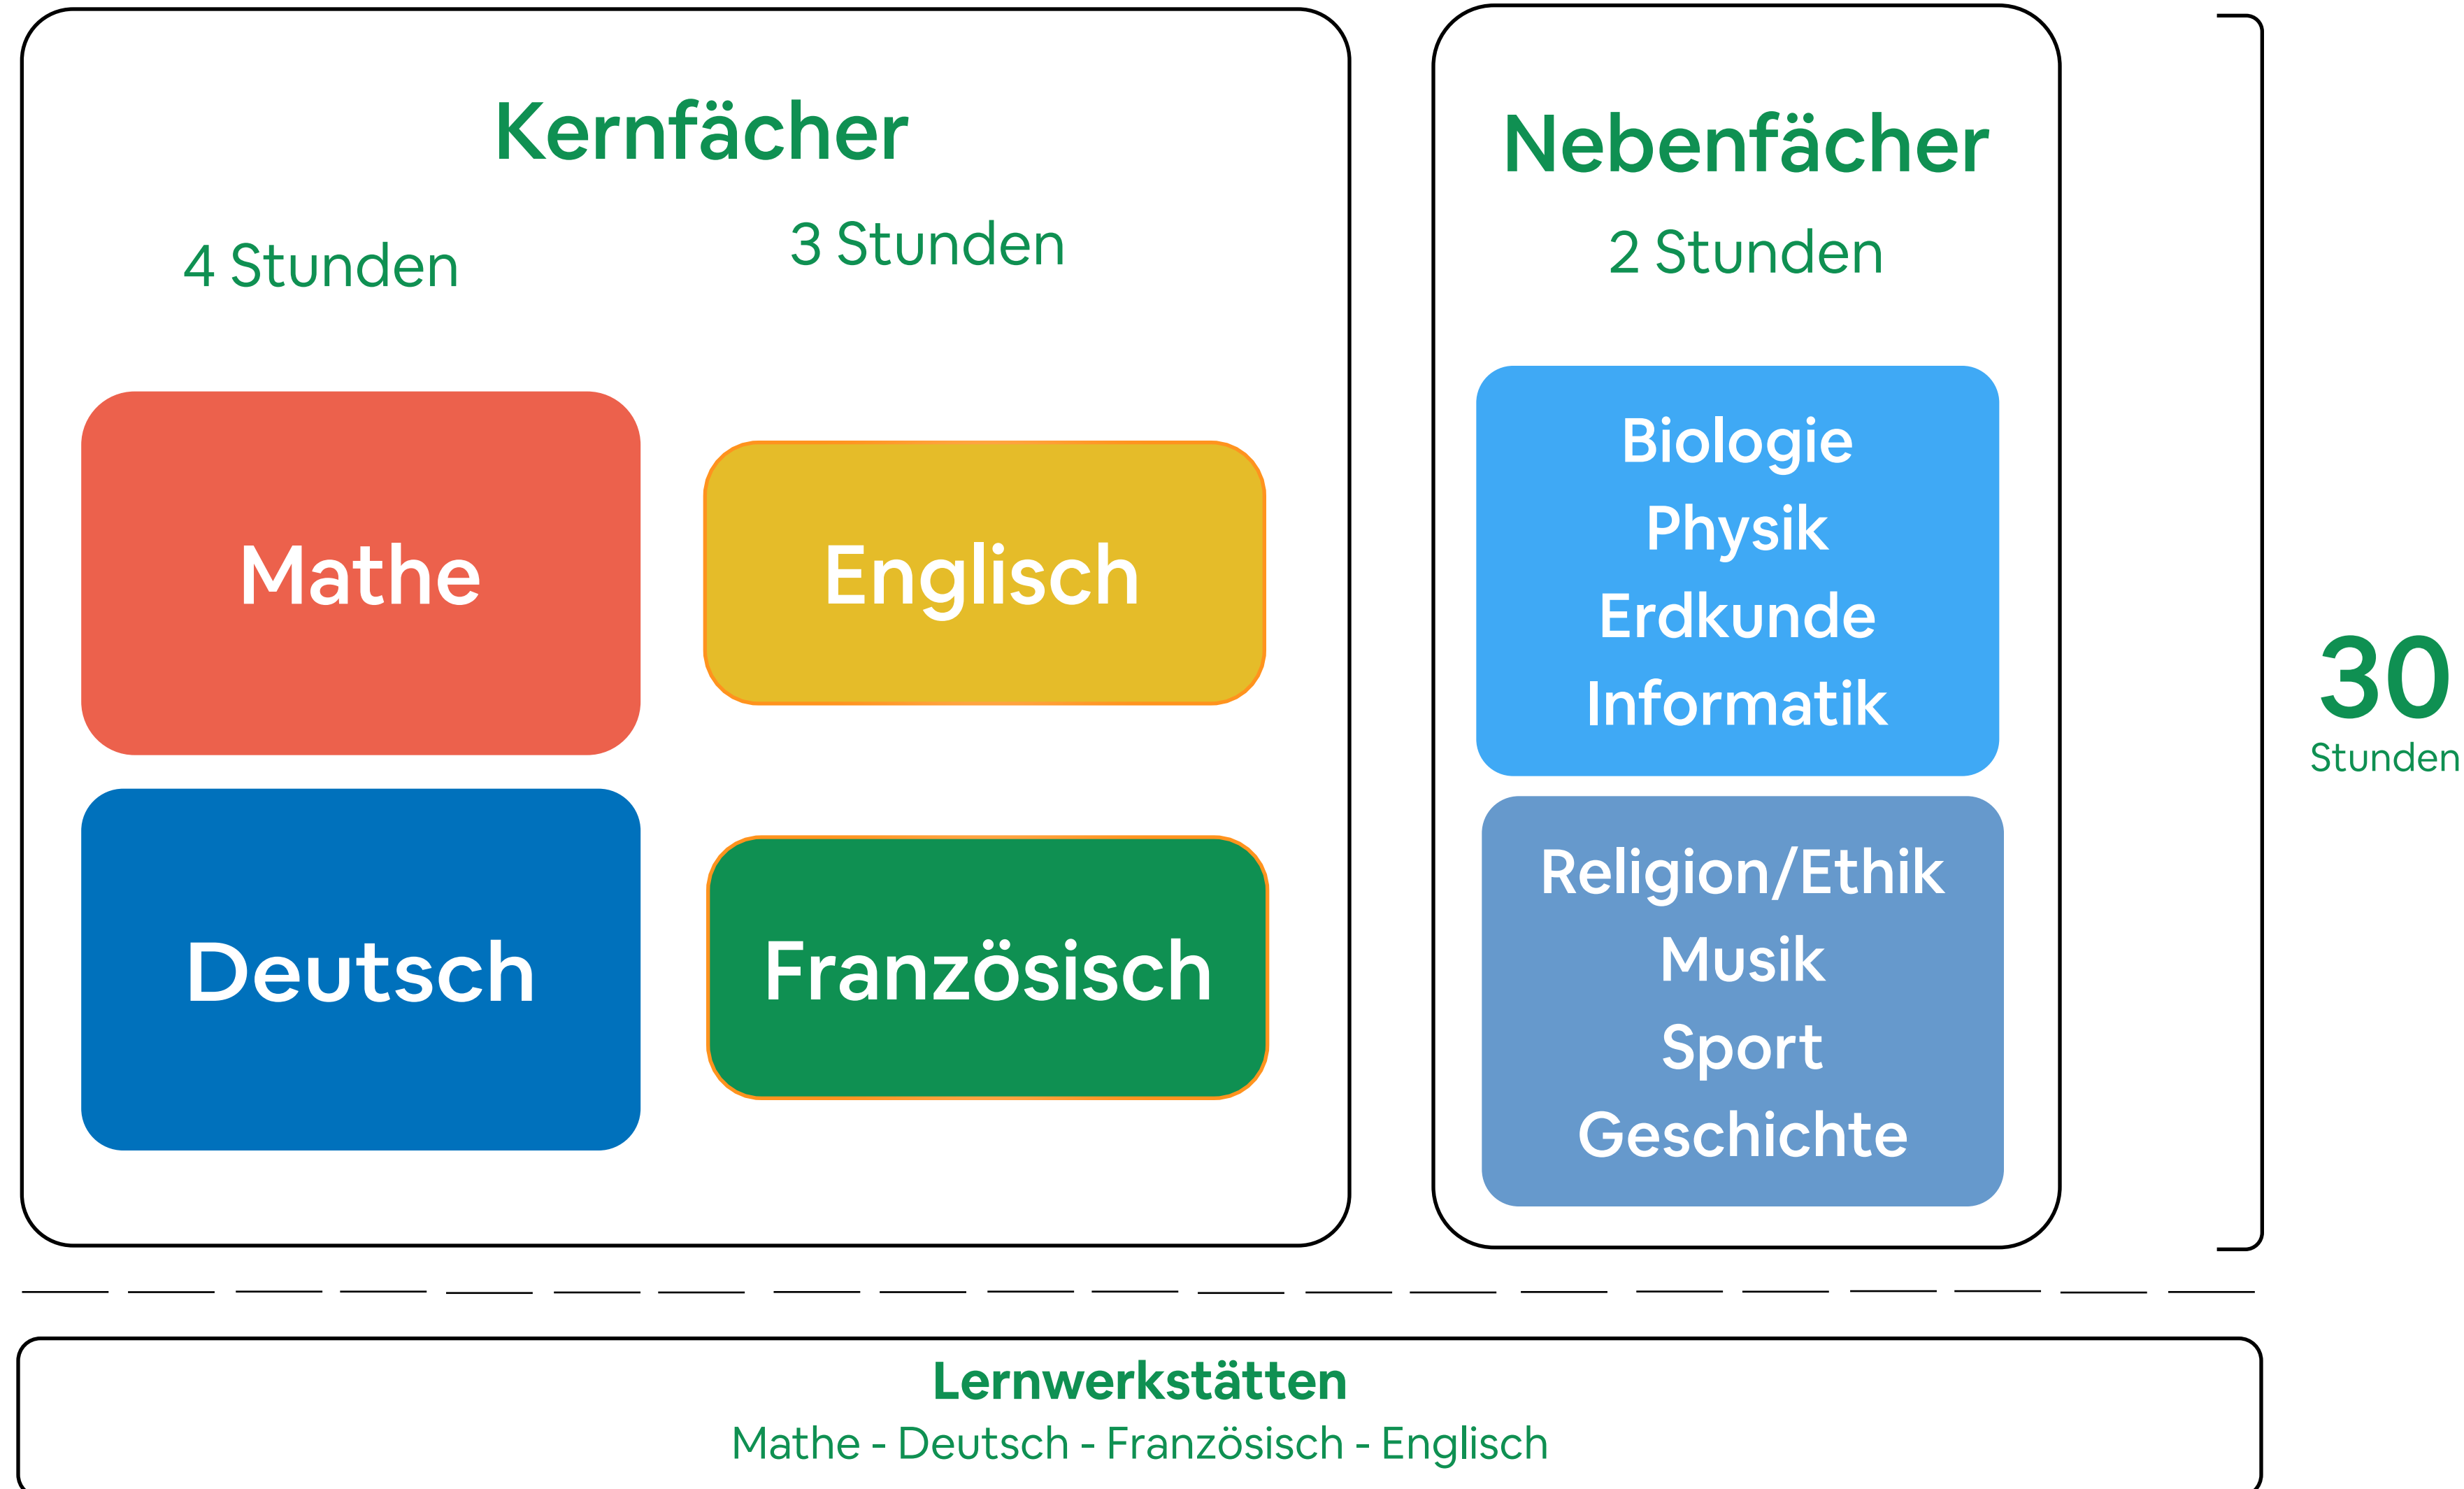 Kernfächer
4 Stunden
3 Stunden
Mathe
Englisch
Deutsch
Französisch
Nebenfächer
2 Stunden
Biologie
Physik
Erdkunde
Informatik
Religion/Ethik
Musik
Sport
Geschichte
30
Stunden
Lernwerkstätten
Mathe - Deutsch - Französisch - Englisch